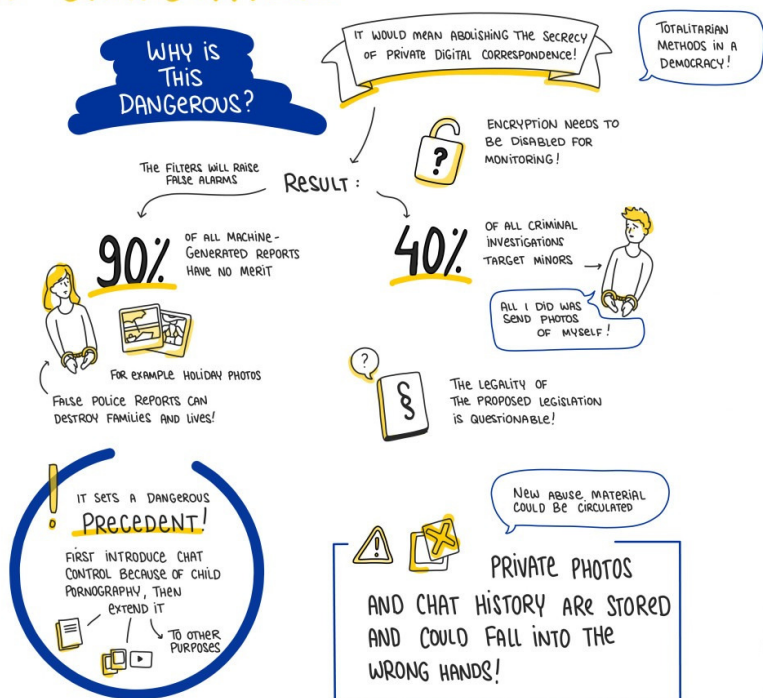 WHY IS
THIS
DANGEROUS?
IT WOULD MEAN ABOLISHING THE SECRECY
OF PRIVATE DIGITAL CORRESPONDENCE!
TOTALITARIAN
METHODS IN A
DEMOCRACY!
?
ENCRYPTION NEEDS TO
BE DISABLED FOR
MONITORING!
THE FILTERS WILL RAISE
FALSE ALARMS
RESULT:
90%
OF ALL MACHINE-
GENERATED REPORTS
HAVE NO MERIT
40%
OF ALL CRIMINAL
INVESTIGATIONS
TARGET MINORS
ALL I DID WAS
SEND PHOTOS
OF MYSELF!
FOR EXAMPLE HOLIDAY PHOTOS
FALSE POLICE REPORTS CAN
DESTROY FAMILIES AND LIVES!
?
§
THE LEGALITY OF
THE PROPOSED LEGISLATION
IS QUESTIONABLE!
!
IT SETS A DANGEROUS
PRECEDENT!
FIRST INTRODUCE CHAT
CONTROL BECAUSE OF CHILD
PORNOGRAPHY, THEN
EXTEND IT
TO OTHER
PURPOSES
NEW ABUSE MATERIAL
COULD BE CIRCULATED
!
PRIVATE PHOTOS
AND CHAT HISTORY ARE STORED
AND COULD FALL INTO THE
WRONG HANDS!